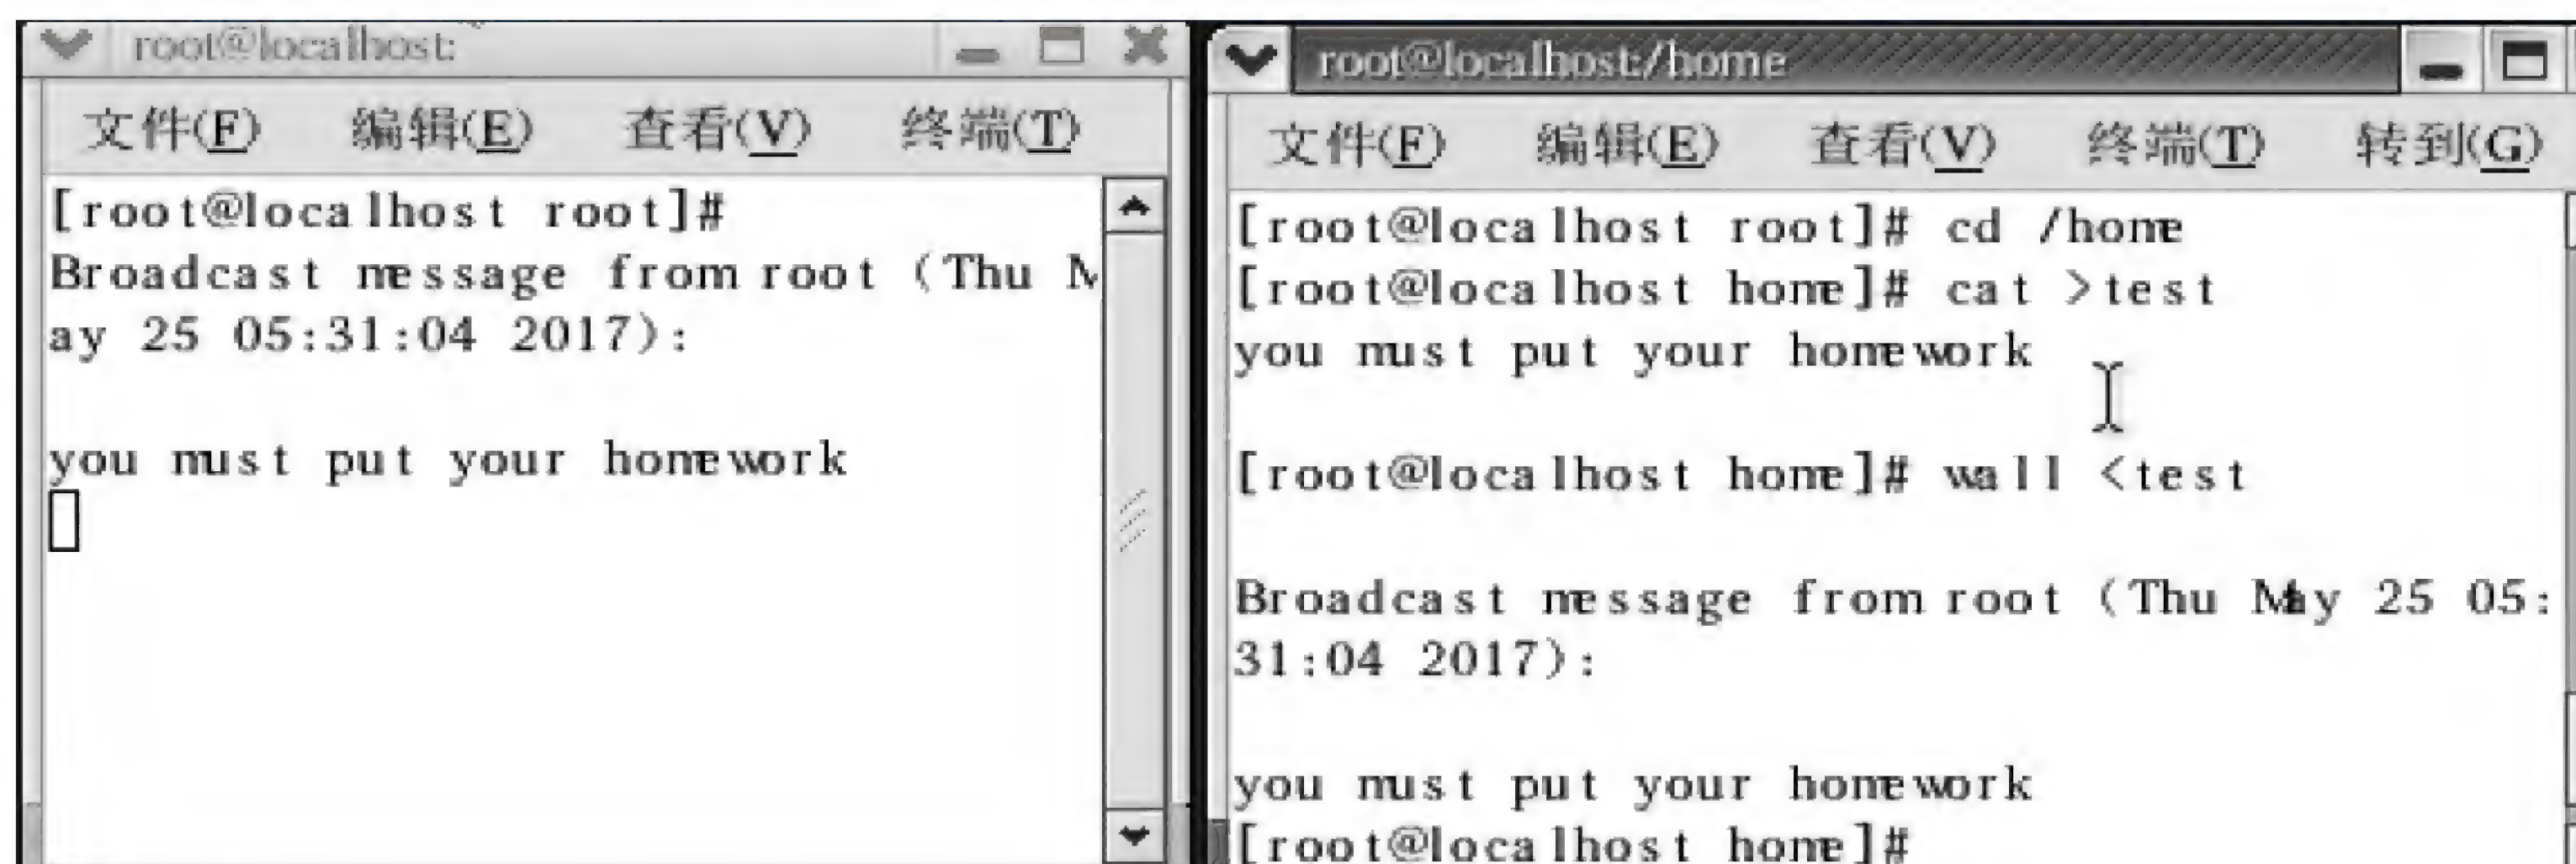 root@localhost:~
文件(F) 编辑(E) 查看(V) 终端(T)
[root@localhost root]#
Broadcast message from root (Thu M
ay 25 05:31:04 2017):
you must put your homework
root@localhost:/home
文件(F) 编辑(E) 查看(V) 终端(T) 转到(G)
[root@localhost root]# cd /home
[root@localhost home]# cat >test
you must put your homework
[root@localhost home]# wall <test
Broadcast message from root (Thu May 25 05:
31:04 2017):
you must put your homework
[root@localhost home]#